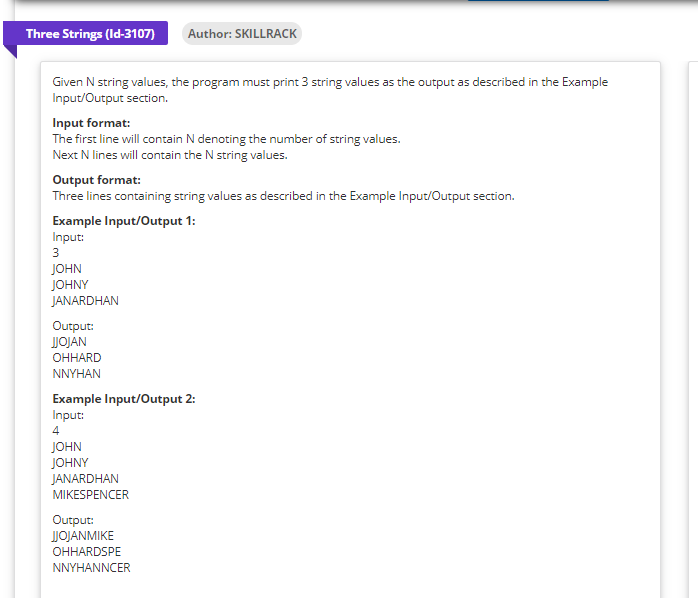 Three Strings (Id-3107)
Author: SKILLRACK
Given N string values, the program must print 3 string values as the output as described in the Example
Input/Output section.
Input format:
The first line will contain N denoting the number of string values.
Next N lines will contain the N string values.
Output format:
Three lines containing string values as described in the Example Input/Output section.
Example Input/Output 1:
Input:
3
JOHN
JOHNY
JANARDHAN
Output:
JJOJAN
OHHARD
NNYHAN
Example Input/Output 2:
Input:
4
JOHN
JOHNY
JANARDHAN
MIKESPENCER
Output:
JJOJANMIKE
OHHARDSPE
NNYHANNCER